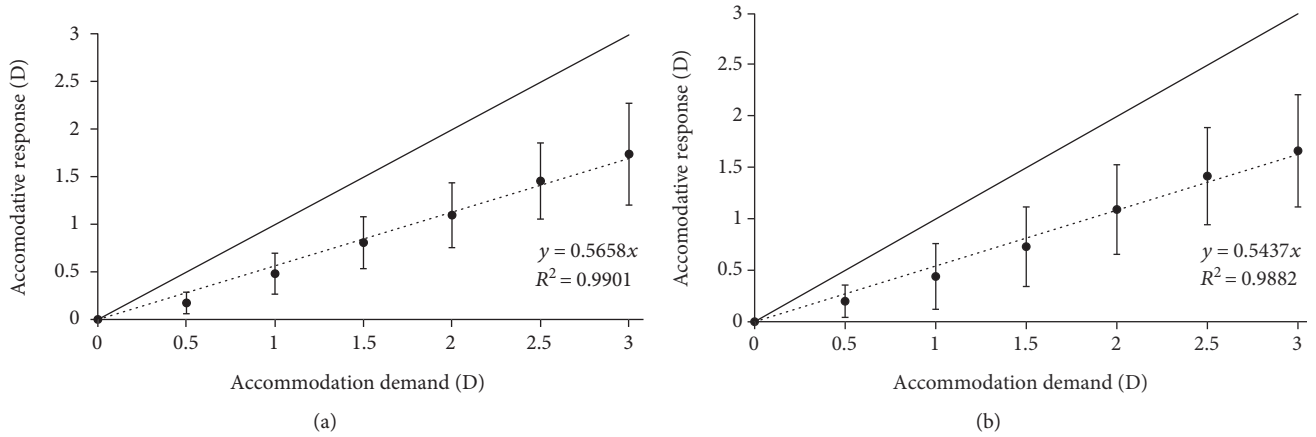 3
2.5
2
1.5
1
0.5
0
Accomodative response (D)
y = 0.5658x
R² = 0.9901
0 0.5 1 1.5 2 2.5 3
Accommodation demand (D)
(a)
3
2.5
2
1.5
1
0.5
0
Accomodative response (D)
y = 0.5437x
R² = 0.9882
0 0.5 1 1.5 2 2.5 3
Accommodation demand (D)
(b)